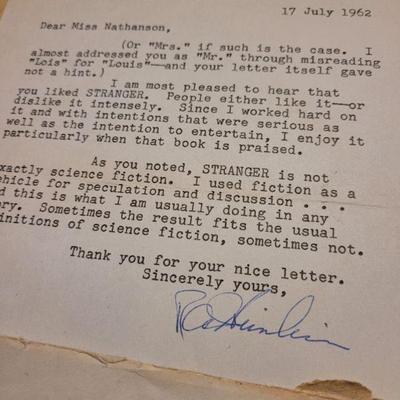 17 July 1962
Dear Miss Nathanson,
(Or "Mrs." if such is the case. I
almost addressed you as "Mr." through misreading
"Lois" for "Louis"—and your letter itself gave
not a hint.)
I am most pleased to hear that
you liked STRANGER. People either like it—or
dislike it intensely. Since I worked hard on
it and with intentions that were serious as
well as the intention to entertain, I enjoy it
particularly when that book is praised.
As you noted, STRANGER is not
exactly science fiction. I used fiction as a
vehicle for speculation and discussion . . .
d this is what I am usually doing in any
ory. Sometimes the result fits the usual
initions of science fiction, sometimes not.
Thank you for your nice letter.
Sincerely yours,
RAHeinlein